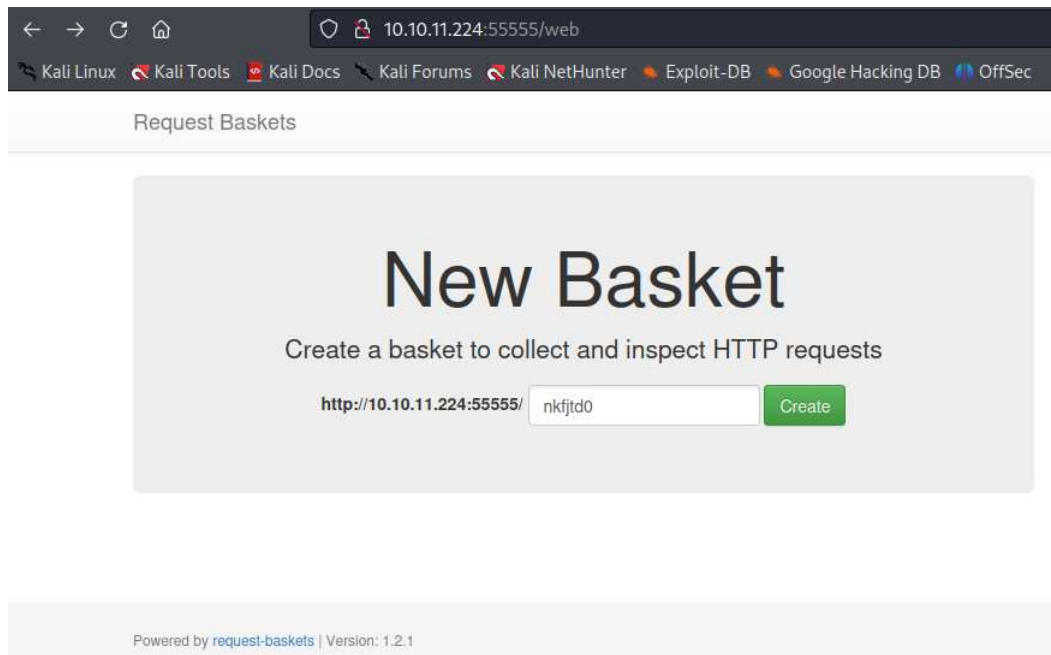 10.10.11.224:55555/web
Kali Linux Kali Tools Kali Docs Kali Forums Kali NetHunter Exploit-DB Google Hacking DB OffSec
Request Baskets
New Basket
Create a basket to collect and inspect HTTP requests
http://10.10.11.224:55555/ nkfjtd0 Create
Powered by request-baskets | Version: 1.2.1